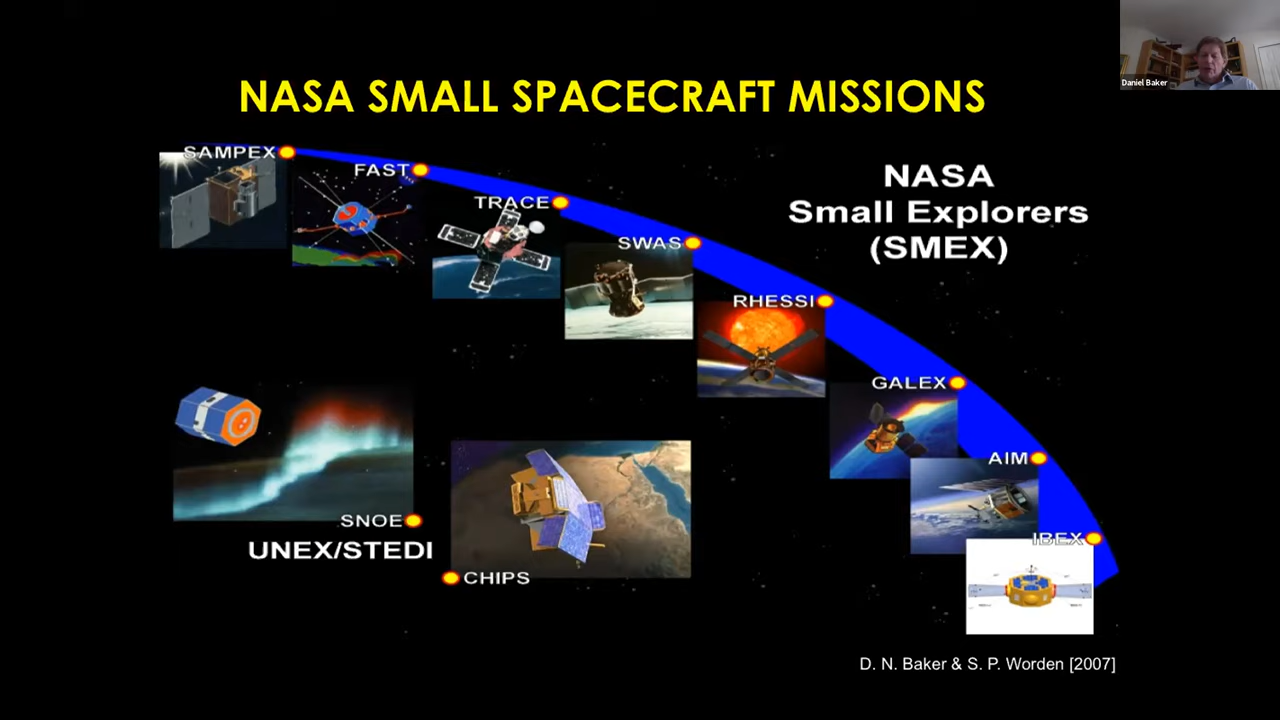 Daniel Baker
NASA SMALL SPACECRAFT MISSIONS
SAMPEX
FAST
TRACE
SWAS
RHESSI
GALEX
AIM
IBEX
NASA
Small Explorers
(SMEX)
SNOE
UNEX/STEDI
CHIPS
D. N. Baker & S. P. Worden [2007]